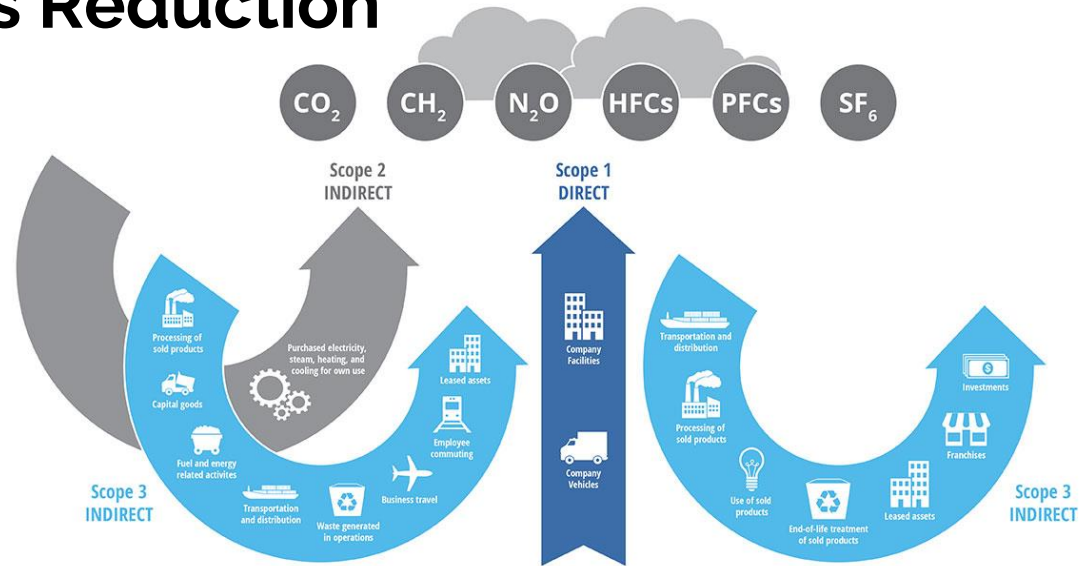 s Reduction
CO2
CH2
N2O
HFCs
PFCs
SF6
Scope 2
INDIRECT
Scope 1
DIRECT
Processing of
sold products
Capital goods
Fuel and energy
related activites
Transportation
and distribution
Waste generated
in operations
Business travel
Employee
commuting
Leased assets
Purchased electricity,
steam, heating, and
cooling for own use
Scope 3
INDIRECT
Company
Facilities
Company
Vehicles
Transportation and
distribution
Processing of
sold products
Use of sold
products
End-of-life treatment
of sold products
Leased assets
Franchises
Investments
$
Scope 3
INDIRECT